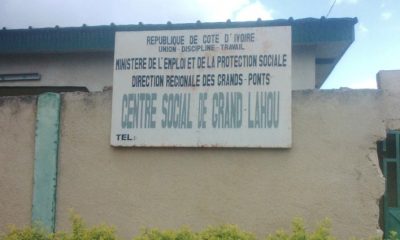 REPUBLIQUE DE COTE D'IVOIRE
UNION-DISCIPLINE-TRAVAIL
MINISTERE DE L'EMPLOI ET DE LA PROTECTION SOCIALE
DIRECTION REGIONALE DES GRANDS-PONTS
CENTRE SOCIAL DE GRAND-LAHOU
TEL: